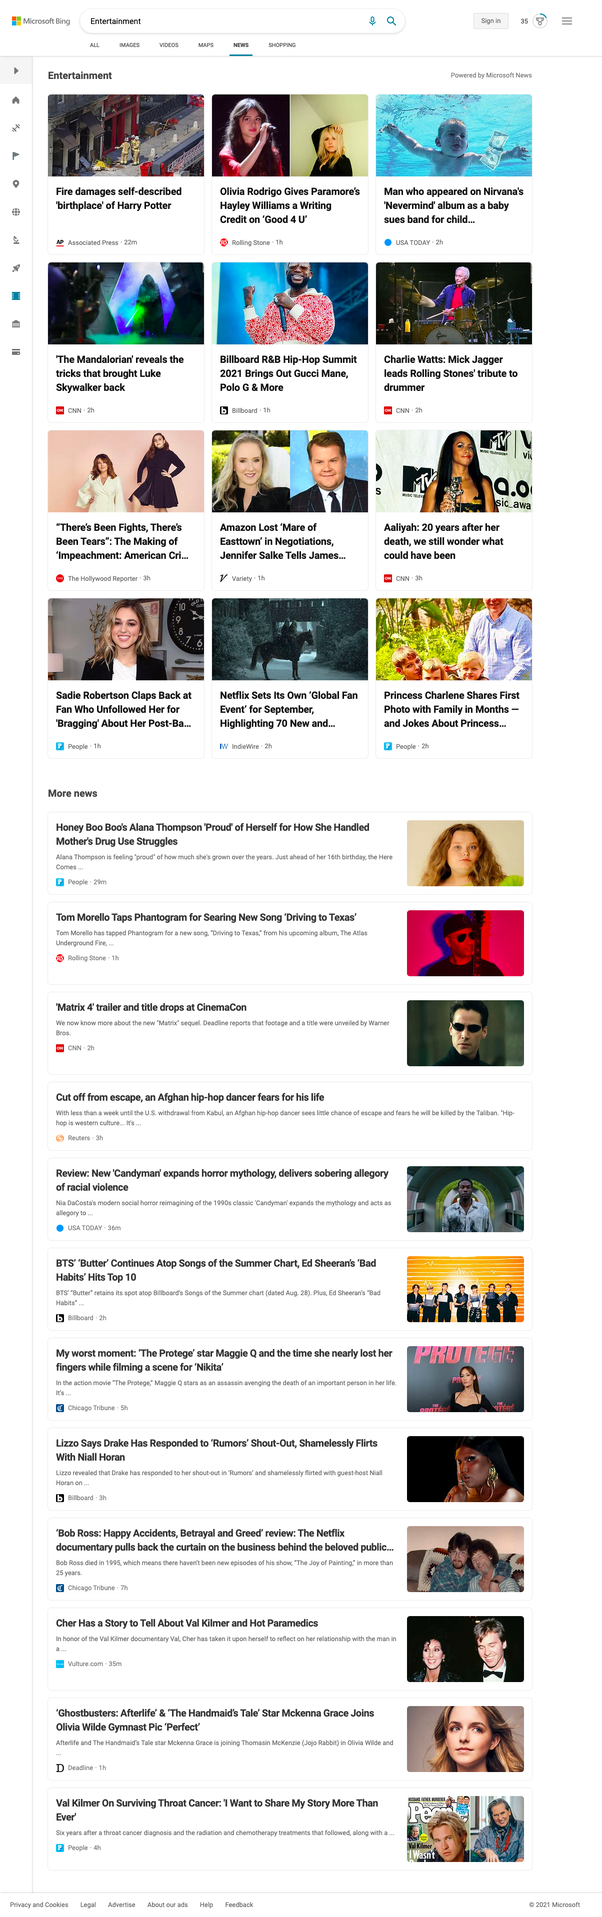 Microsoft Bing
Entertainment
Sign in
35
ALL
IMAGES
VIDEOS
MAPS
NEWS
SHOPPING
Entertainment
Powered by Microsoft News
Fire damages self-described
'birthplace' of Harry Potter
AP Associated Press · 22m
Olivia Rodrigo Gives Paramore's
Hayley Williams a Writing
Credit on 'Good 4 U'
Rolling Stone · 1h
Man who appeared on Nirvana's
'Nevermind' album as a baby
sues band for child...
USA TODAY · 2h
'The Mandalorian' reveals the
tricks that brought Luke
Skywalker back
CNN · 2h
Billboard R&B Hip-Hop Summit
2021 Brings Out Gucci Mane,
Polo G & More
Billboard · 1h
Charlie Watts: Mick Jagger
leads Rolling Stones' tribute to
drummer
CNN · 2h
"There's Been Fights, There's
Been Tears": The Making of
'Impeachment: American Cri...
The Hollywood Reporter · 3h
Amazon Lost 'Mare of
Easttown' in Negotiations,
Jennifer Salke Tells James...
Variety · 1h
MTV
Aaliyah: 20 years after her
death, we still wonder what
could have been
CNN · 3h
Sadie Robertson Claps Back at
Fan Who Unfollowed Her for
'Bragging' About Her Post-Ba...
People · 1h
Netflix Sets Its Own 'Global Fan
Event' for September,
Highlighting 70 New and...
IW IndieWire · 2h
Princess Charlene Shares First
Photo with Family in Months —
and Jokes About Princess...
People · 2h
More news
Honey Boo Boo's Alana Thompson 'Proud' of Herself for How She Handled
Mother's Drug Use Struggles
Alana Thompson is feeling "proud" of how much she's grown over the years. Just ahead of her 16th birthday, the Here
Comes ...
People · 29m
Tom Morello Taps Phantogram for Searing New Song 'Driving to Texas'
Tom Morello has tapped Phantogram for a new song, "Driving to Texas," from his upcoming album, The Atlas
Underground Fire, ...
Rolling Stone · 1h
'Matrix 4' trailer and title drops at CinemaCon
We now know more about the new "Matrix" sequel. Deadline reports that footage and a title were unveiled by Warner
Bros.
CNN · 2h
Cut off from escape, an Afghan hip-hop dancer fears for his life
With less than a week until the U.S. withdrawal from Kabul, an Afghan hip-hop dancer sees little chance of escape and fears he will be killed by the Taliban. "Hip-
hop is western culture... It's ...
Reuters · 3h
Review: New 'Candyman' expands horror mythology, delivers sobering allegory
of racial violence
Nia DaCosta's modern social horror reimagining of the 1990s classic 'Candyman' expands the mythology and acts as
allegory to ...
USA TODAY · 36m
BTS' 'Butter' Continues Atop Songs of the Summer Chart, Ed Sheeran's 'Bad
Habits' Hits Top 10
BTS' "Butter" retains its spot atop Billboard's Songs of the Summer chart (dated Aug. 28). Plus, Ed Sheeran's "Bad
Habits" ...
Billboard · 2h
My worst moment: 'The Protege' star Maggie Q and the time she nearly lost her
fingers while filming a scene for 'Nikita'
In the action movie "The Protege," Maggie Q stars as an assassin avenging the death of an important person in her life.
It's ...
Chicago Tribune · 5h
PROTEGE
Lizzo Says Drake Has Responded to 'Rumors' Shout-Out, Shamelessly Flirts
With Niall Horan
Lizzo revealed that Drake has responded to her shout-out in 'Rumors' and shamelessly flirted with guest-host Niall
Horan on ...
Billboard · 3h
'Bob Ross: Happy Accidents, Betrayal and Greed' review: The Netflix
documentary pulls back the curtain on the business behind the beloved public...
Bob Ross died in 1995, which means there haven't been new episodes of his show, "The Joy of Painting," in more than
25 years.
Chicago Tribune · 7h
Cher Has a Story to Tell About Val Kilmer and Hot Paramedics
In honor of the Val Kilmer documentary Val, Cher has taken it upon herself to reflect on her relationship with the man in
a ...
Vulture.com · 35m
'Ghostbusters: Afterlife' & 'The Handmaid's Tale' Star Mckenna Grace Joins
Olivia Wilde Gymnast Pic 'Perfect'
Afterlife and The Handmaid's Tale star Mckenna Grace is joining Thomasin McKenzie (Jojo Rabbit) in Olivia Wilde and
...
Deadline · 1h
Val Kilmer On Surviving Throat Cancer: 'I Want to Share My Story More Than
Ever'
Six years after a throat cancer diagnosis and the radiation and chemotherapy treatments that followed, along with a ...
People · 4h
Val Kilmer
'I Wasn't
Privacy and Cookies
Legal
Advertise
About our ads
Help
Feedback
© 2021 Microsoft